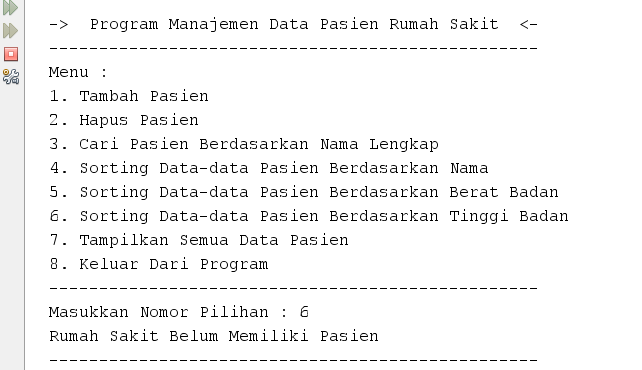 ->  Program Manajemen Data Pasien Rumah Sakit  <-
-------------------------------------------------
Menu :
1. Tambah Pasien
2. Hapus Pasien
3. Cari Pasien Berdasarkan Nama Lengkap
4. Sorting Data-data Pasien Berdasarkan Nama
5. Sorting Data-data Pasien Berdasarkan Berat Badan
6. Sorting Data-data Pasien Berdasarkan Tinggi Badan
7. Tampilkan Semua Data Pasien
8. Keluar Dari Program
-------------------------------------------------
Masukkan Nomor Pilihan : 6
Rumah Sakit Belum Memiliki Pasien
-------------------------------------------------